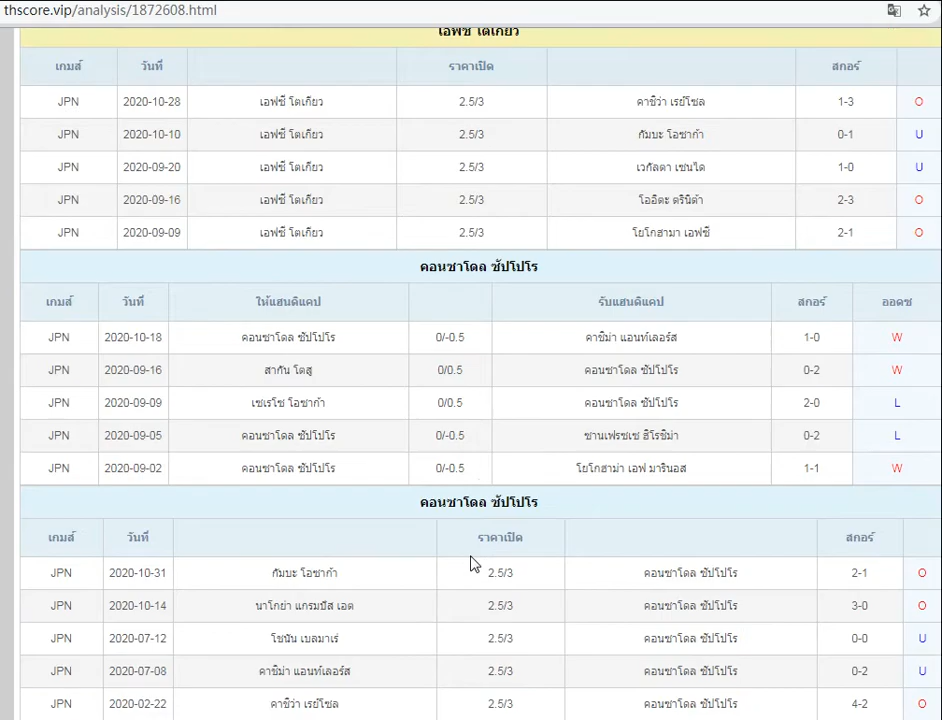 thscore.vip/analysis/1872608.html
เอฟซี โตเกียว
เกมส์ วันที่ ราคาเปิด สกอร์
JPN 2020-10-28 เอฟซี โตเกียว 2.5/3 คาชิว่า เรย์โซล 1-3 O
JPN 2020-10-10 เอฟซี โตเกียว 2.5/3 กัมบะ โอซาก้า 0-1 U
JPN 2020-09-20 เอฟซี โตเกียว 2.5/3 เวกัลตา เซนได 1-0 U
JPN 2020-09-16 เอฟซี โตเกียว 2.5/3 โออิตะ ตรินิต้า 2-3 O
JPN 2020-09-09 เอฟซี โตเกียว 2.5/3 โยโกฮามา เอฟซี 2-1 O
คอนซาโดล ซัปโปโร
เกมส์ วันที่ ให้แฮนดิแคป รับแฮนดิแคป สกอร์ ออดซ์
JPN 2020-10-18 คอนซาโดล ซัปโปโร 0/-0.5 คาชิม่า แอนท์เลอร์ส 1-0 W
JPN 2020-09-16 สากัน โตสุ 0/0.5 คอนซาโดล ซัปโปโร 0-2 W
JPN 2020-09-09 เซเรโซ โอซาก้า 0/0.5 คอนซาโดล ซัปโปโร 2-0 L
JPN 2020-09-05 คอนซาโดล ซัปโปโร 0/-0.5 ซานเฟรซเซ ฮิโรชิม่า 0-2 L
JPN 2020-09-02 คอนซาโดล ซัปโปโร 0/-0.5 โยโกฮาม่า เอฟ มารินอส 1-1 W
คอนซาโดล ซัปโปโร
เกมส์ วันที่ ราคาเปิด สกอร์
JPN 2020-10-31 กัมบะ โอซาก้า 2.5/3 คอนซาโดล ซัปโปโร 2-1 O
JPN 2020-10-14 นาโกย่า แกรมปัส เอต 2.5/3 คอนซาโดล ซัปโปโร 3-0 O
JPN 2020-07-12 โชนัน เบลมาเร่ 2.5/3 คอนซาโดล ซัปโปโร 0-0 U
JPN 2020-07-08 คาชิม่า แอนท์เลอร์ส 2.5/3 คอนซาโดล ซัปโปโร 0-2 U
JPN 2020-02-22 คาชิว่า เรย์โซล 2.5/3 คอนซาโดล ซัปโปโร 4-2 O